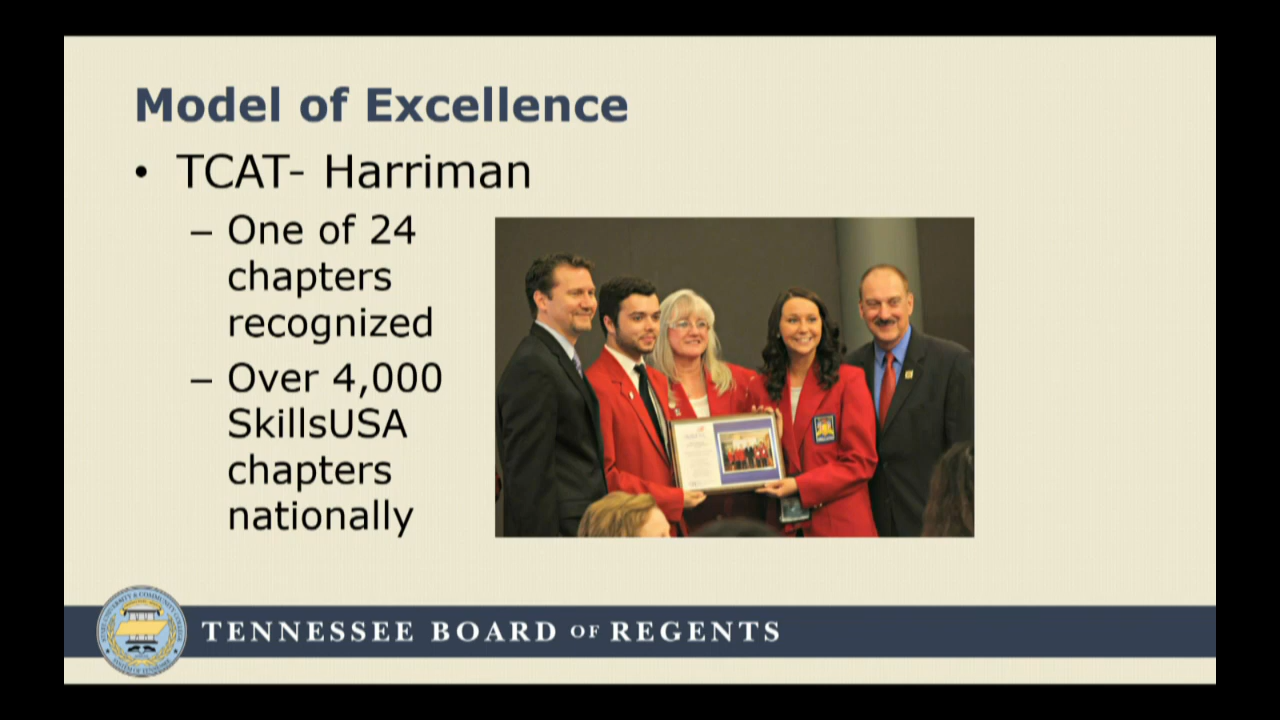 Model of Excellence
• TCAT- Harriman
– One of 24
chapters
recognized
– Over 4,000
SkillsUSA
chapters
nationally
TENNESSEE BOARD OF REGENTS